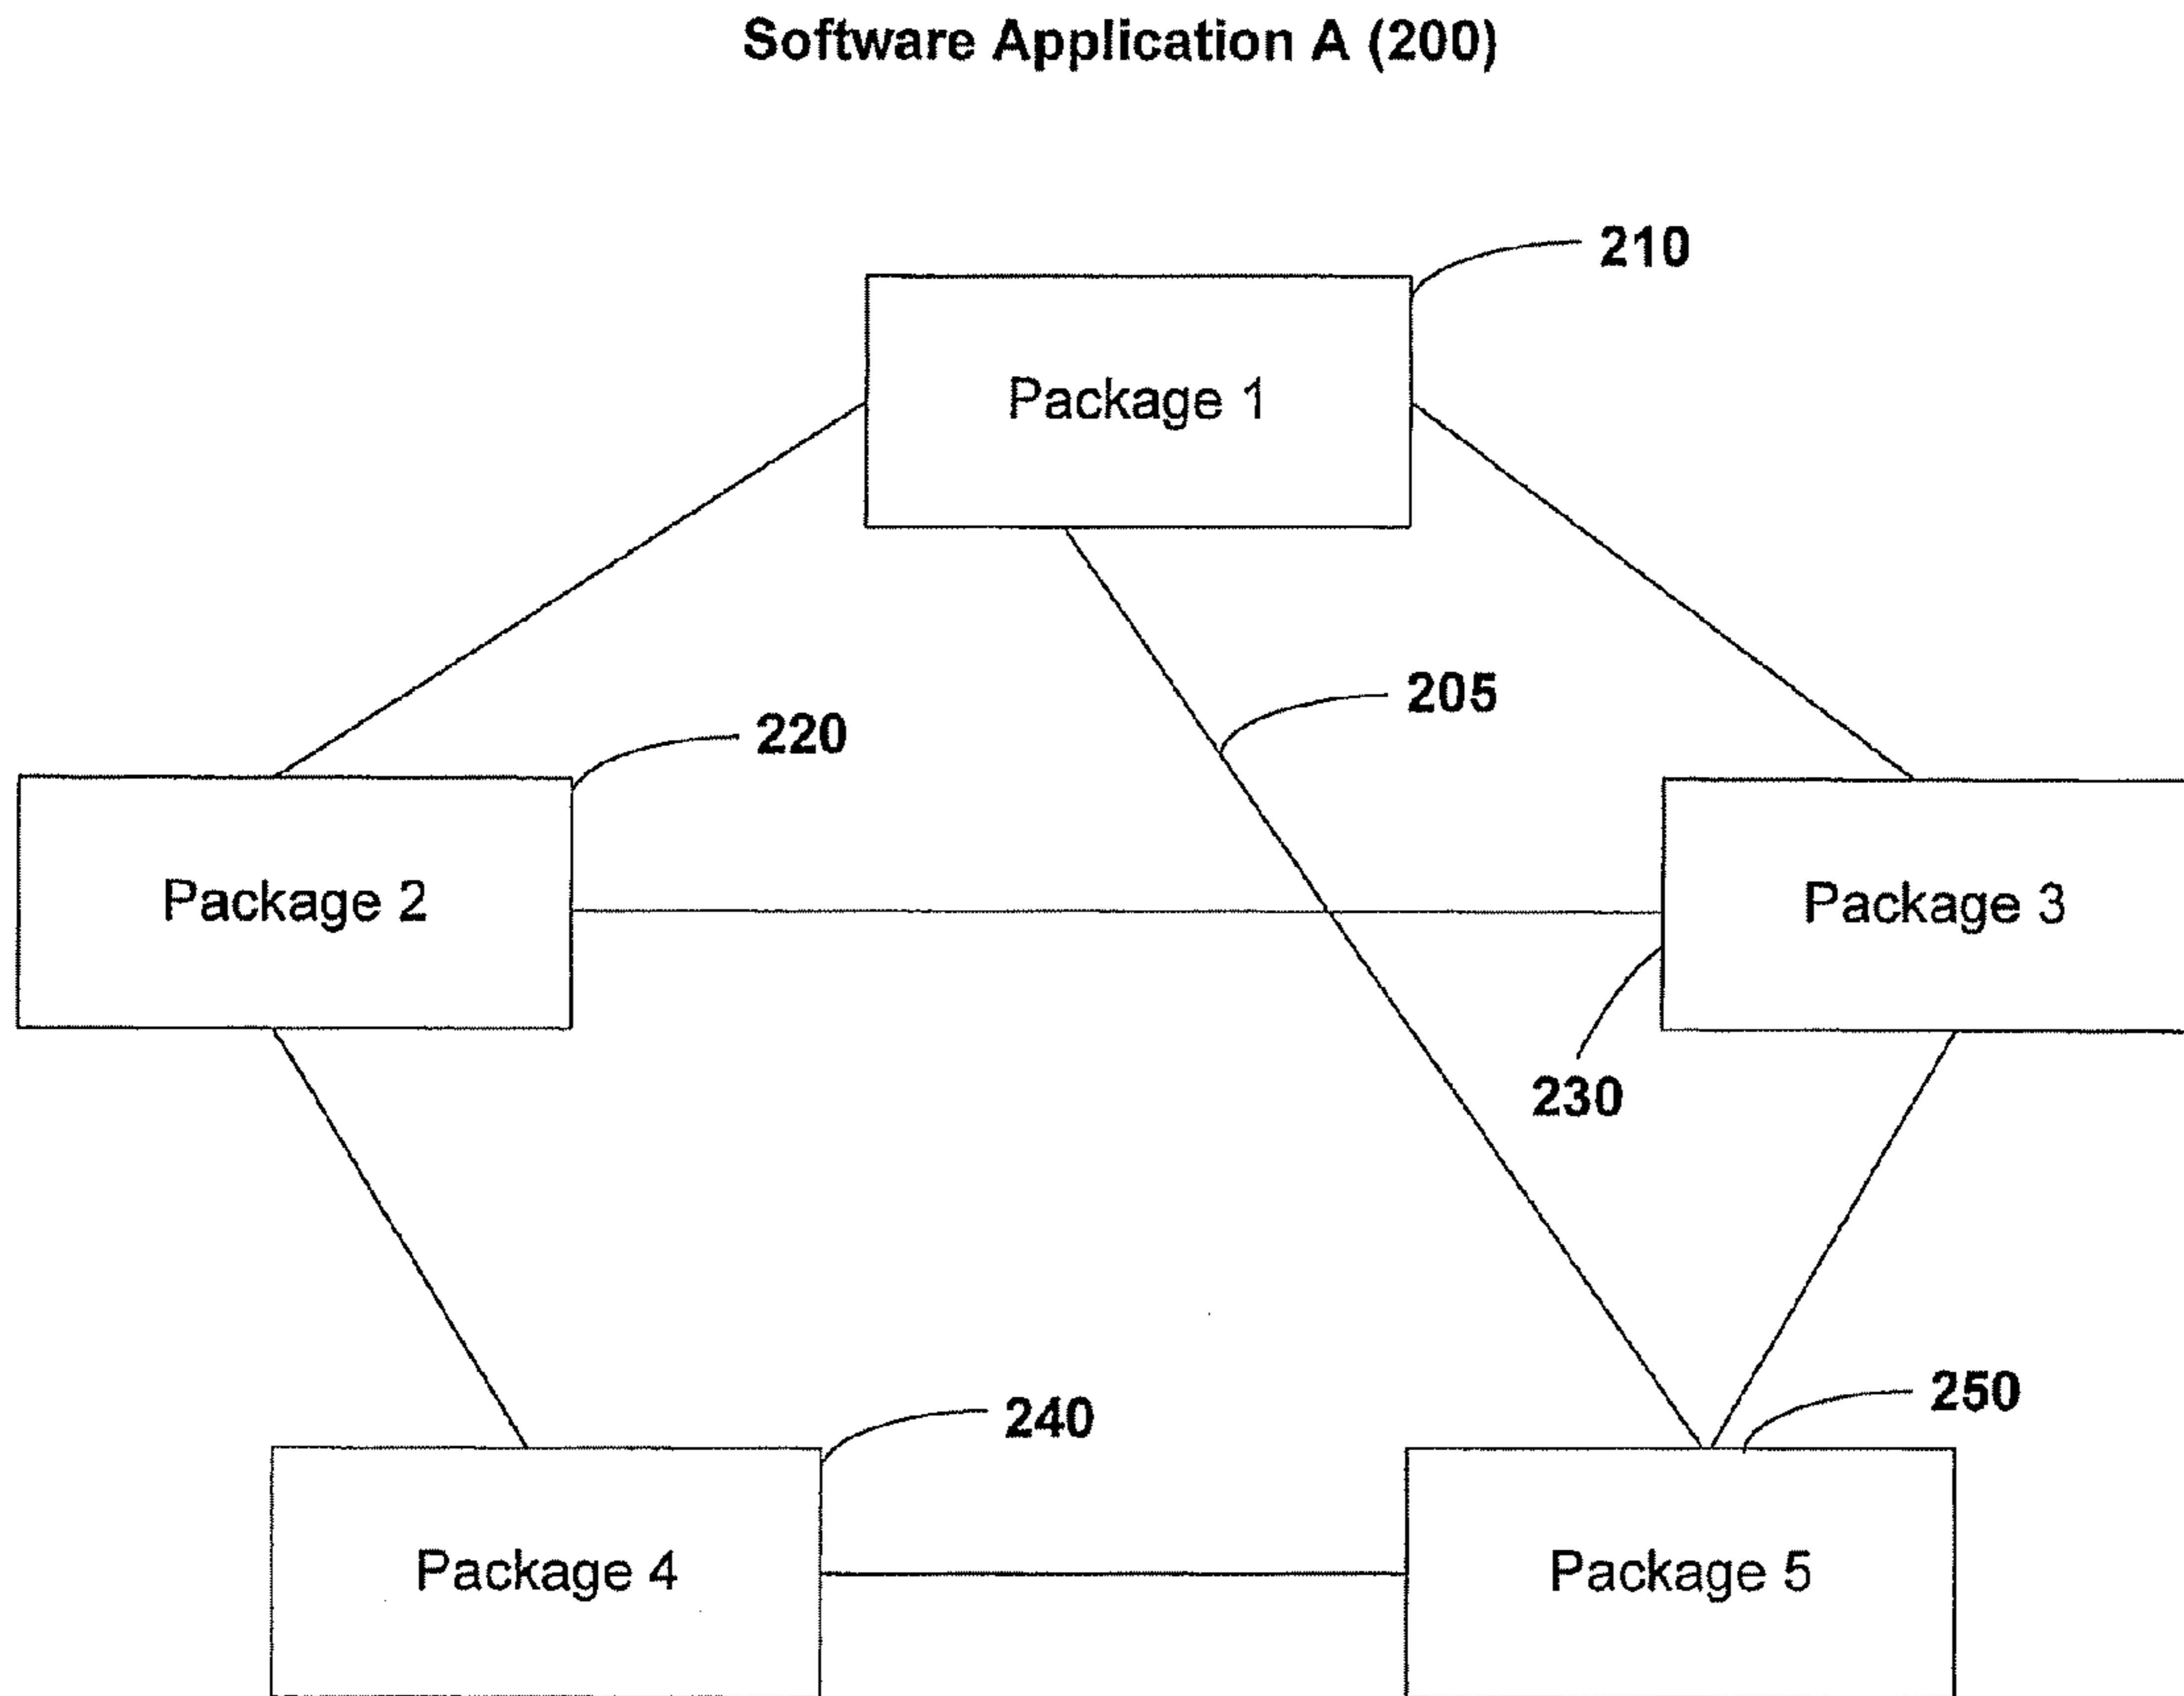 Software Application A (200)
210
Package 1
205
220
Package 2
Package 3
230
240
250
Package 4
Package 5